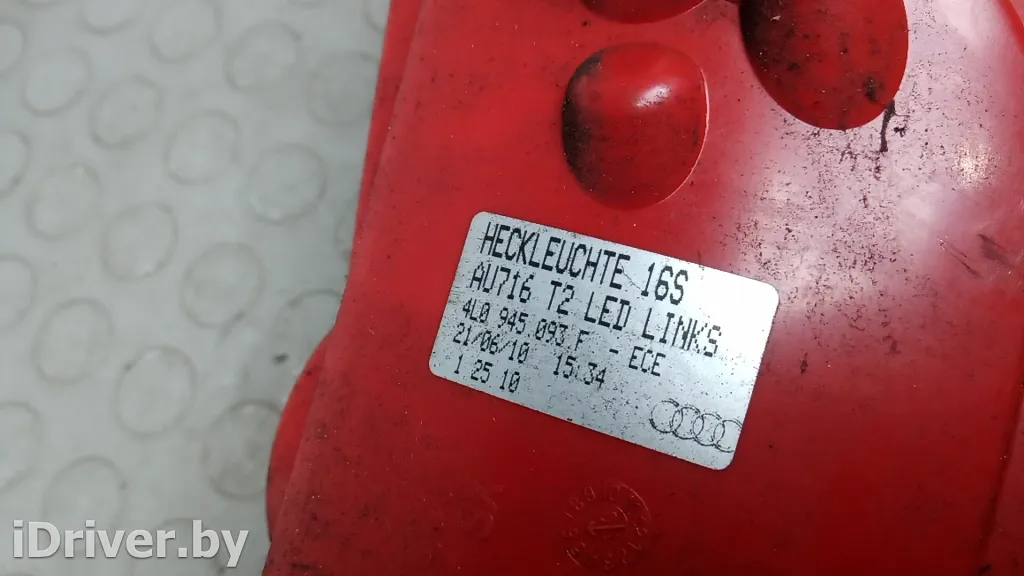 HECKLEUCHTE 16S
AU716 T2 LED LINKS
4L0 945 093 F - ECE
21/06/10 15:34
1 25 10
iDriver.by